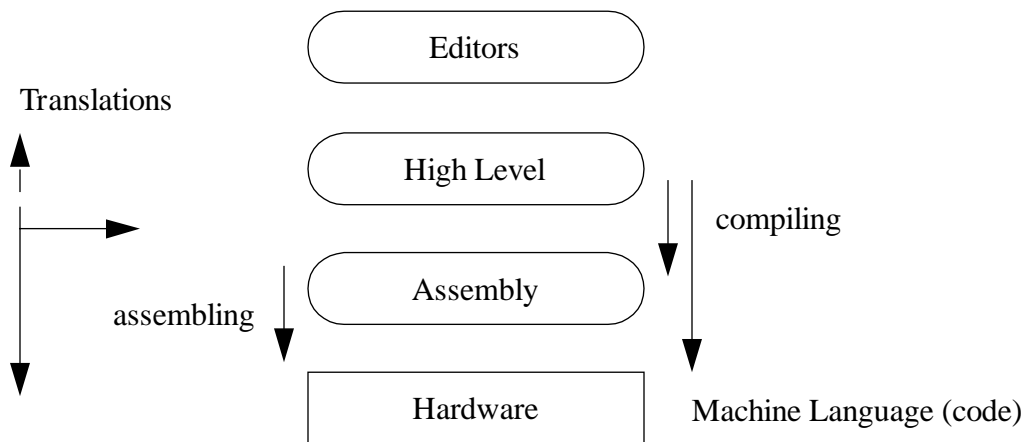 Editors
Translations
High Level
compiling
Assembly
assembling
Hardware
Machine Language (code)